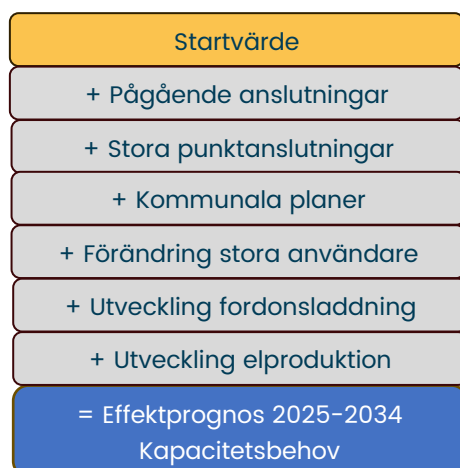 Startvärde
+ Pågående anslutningar
+ Stora punktanslutningar
+ Kommunala planer
+ Förändring stora användare
+ Utveckling fordonsladdning
+ Utveckling elproduktion
= Effektprognos 2025-2034
Kapacitetsbehov